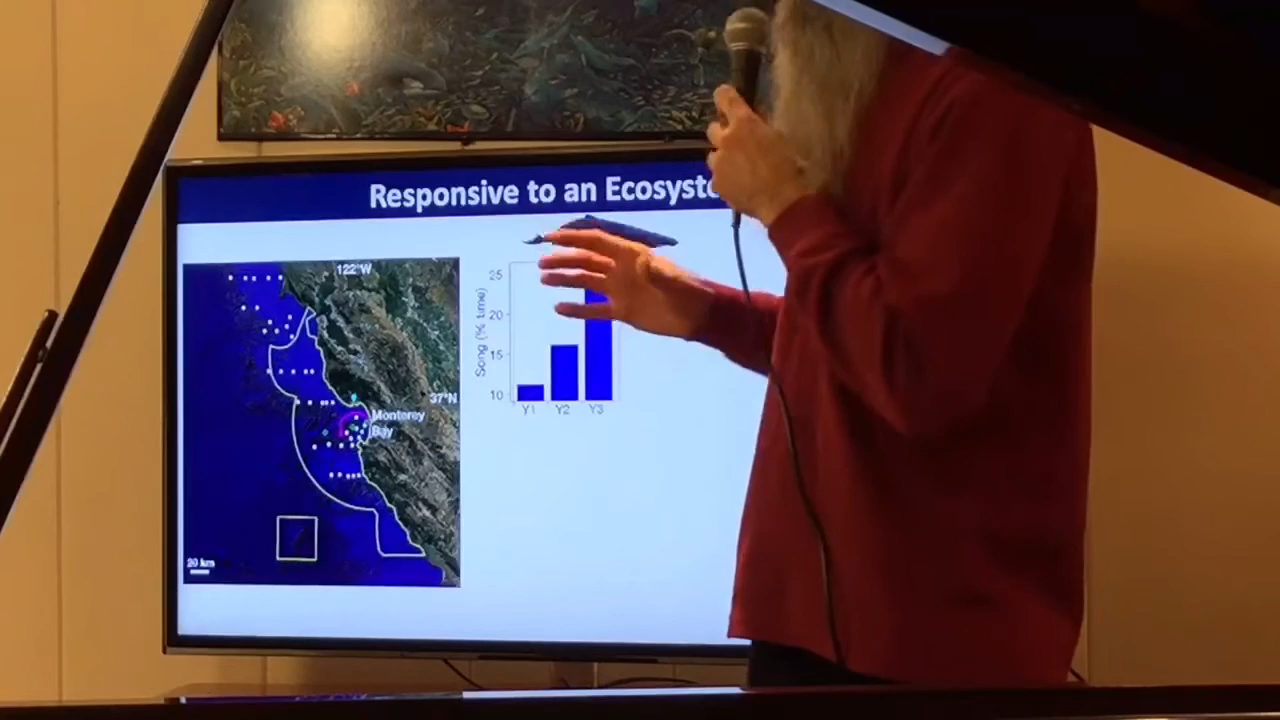 Responsive to an Ecosyst
122°W
37°N
Monterey
Bay
20 km
Song (% time)
25
20
15
10
Y1 Y2 Y3